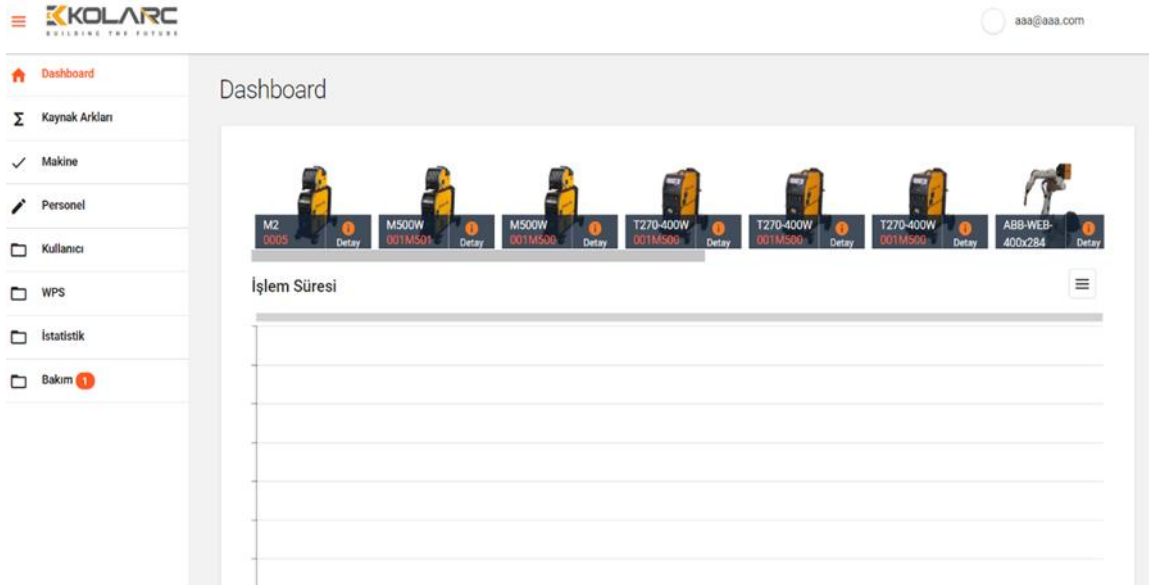 KOLARC
BUILDING THE FUTURE
aaa@aaa.com
Dashboard
Kaynak Arkları
Makine
Personel
Kullanıcı
WPS
İstatistik
Bakım 1
Dashboard
M2
0005
Detay
M500W
001M501
Detay
M500W
001M500
Detay
T270-400W
001M500
Detay
T270-400W
001M500
Detay
T270-400W
001M500
Detay
ABB-WEB-
400x284
Detay
İşlem Süresi